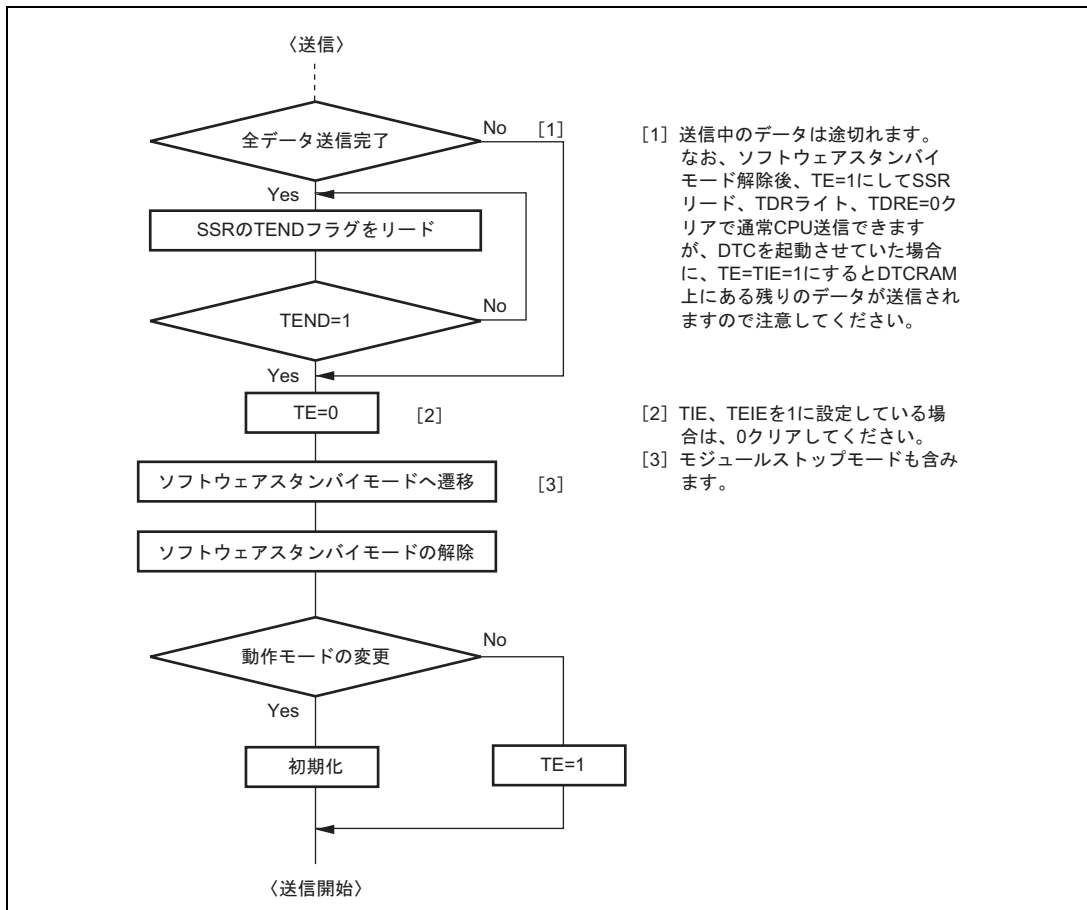 〈送信〉
全データ送信完了
No [1]
Yes
SSRのTENDフラグをリード
TEND=1
No
Yes
TE=0 [2]
ソフトウェアスタンバイモードへ遷移 [3]
ソフトウェアスタンバイモードの解除
動作モードの変更
No
Yes
初期化
TE=1
〈送信開始〉
[1] 送信中のデータは途切れます。
なお、ソフトウェアスタンバイ
モード解除後、TE=1にしてSSR
リード、TDRライト、TDRE=0ク
リアで通常CPU送信できます
が、DTCを起動させていた場合
に、TE=TIE=1にするとDTCRAM
上にある残りのデータが送信され
ますので注意してください。
[2] TIE、TEIEを1に設定している場
合は、0クリアしてください。
[3] モジュールストップモードも含み
ます。